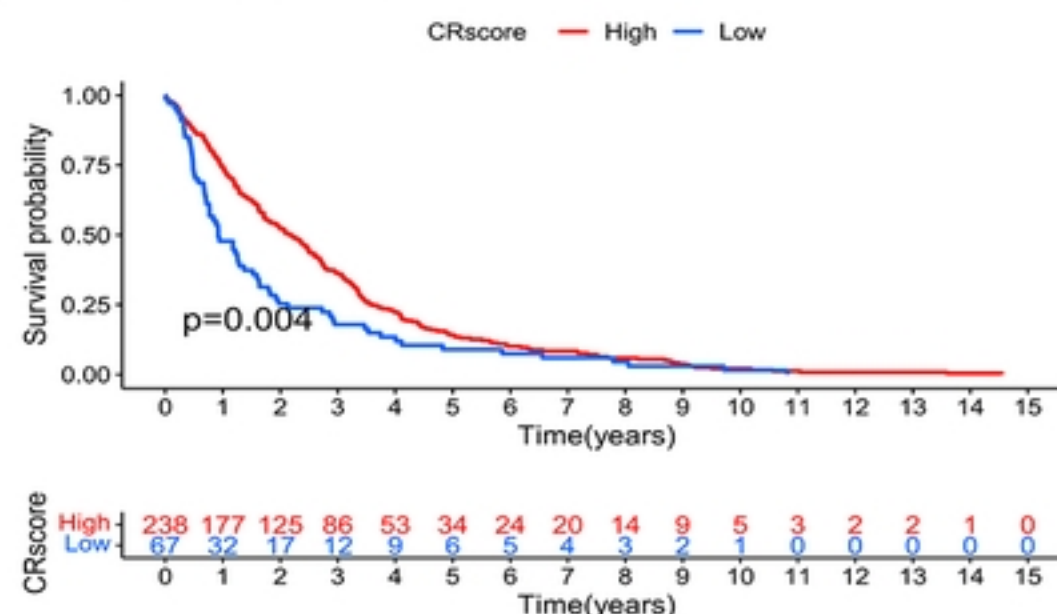 CRscore High Low
Survival probability
1.00
0.75
0.50
0.25
0.00
p=0.004
0 1 2 3 4 5 6 7 8 9 10 11 12 13 14 15
Time(years)
CRscore
High 238 177 125 86 53 34 24 20 14 9 5 3 2 2 1 0
Low 67 32 17 12 9 6 5 4 3 2 1 0 0 0 0 0
0 1 2 3 4 5 6 7 8 9 10 11 12 13 14 15
Time(years)